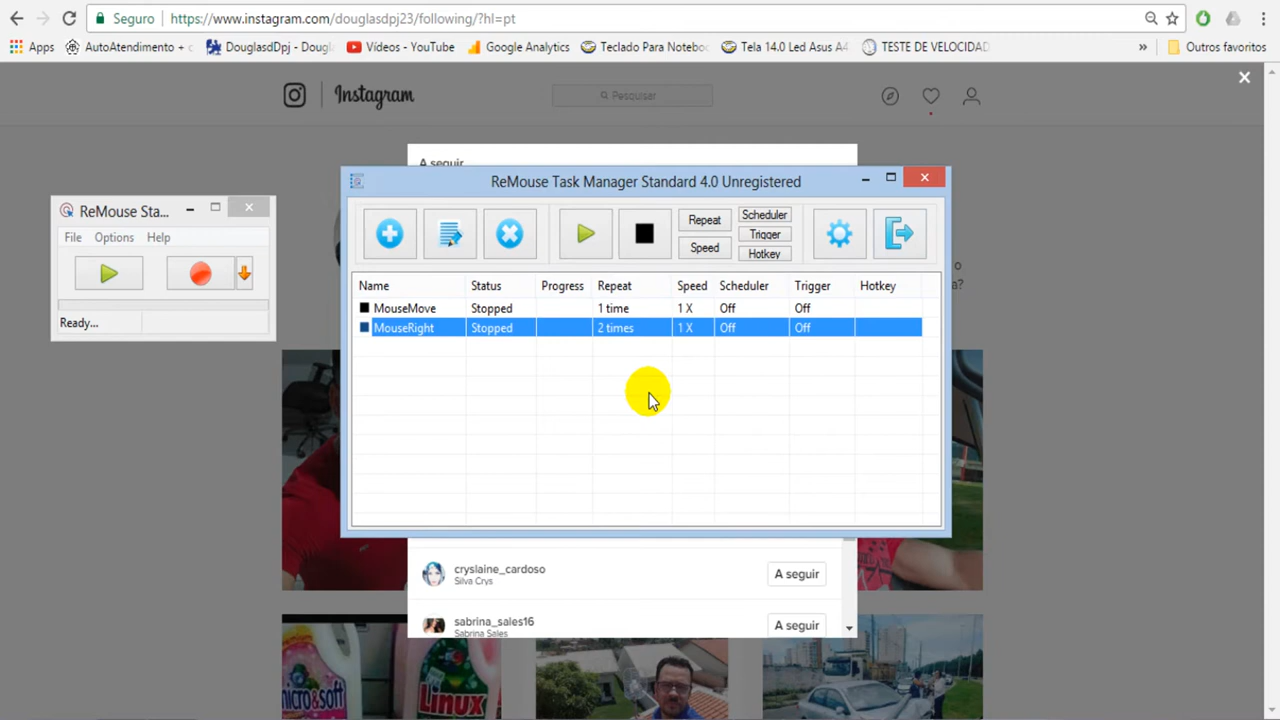 Seguro https://www.instagram.com/douglasdpj23/following/?hl=pt
Apps AutoAtendimento + DouglasdDpj - Dougl Vídeos - YouTube Google Analytics Teclado Para Notebo Tela 14.0 Led Asus A4 TESTE DE VELOCIDAD » Outros favoritos
Instagram Pesquisar
A seguir
ReMouse Task Manager Standard 4.0 Unregistered
ReMouse Sta...
File Options Help
Ready...
Repeat Scheduler
Speed Trigger
Hotkey
Name Status Progress Repeat Speed Scheduler Trigger Hotkey
MouseMove Stopped 1 time 1 X Off Off
MouseRight Stopped 2 times 1 X Off Off
o
a?
cryslaine_cardoso A seguir
Silva Crys
sabrina_sales16 A seguir
Sabrina Sales
micro&soft Linux